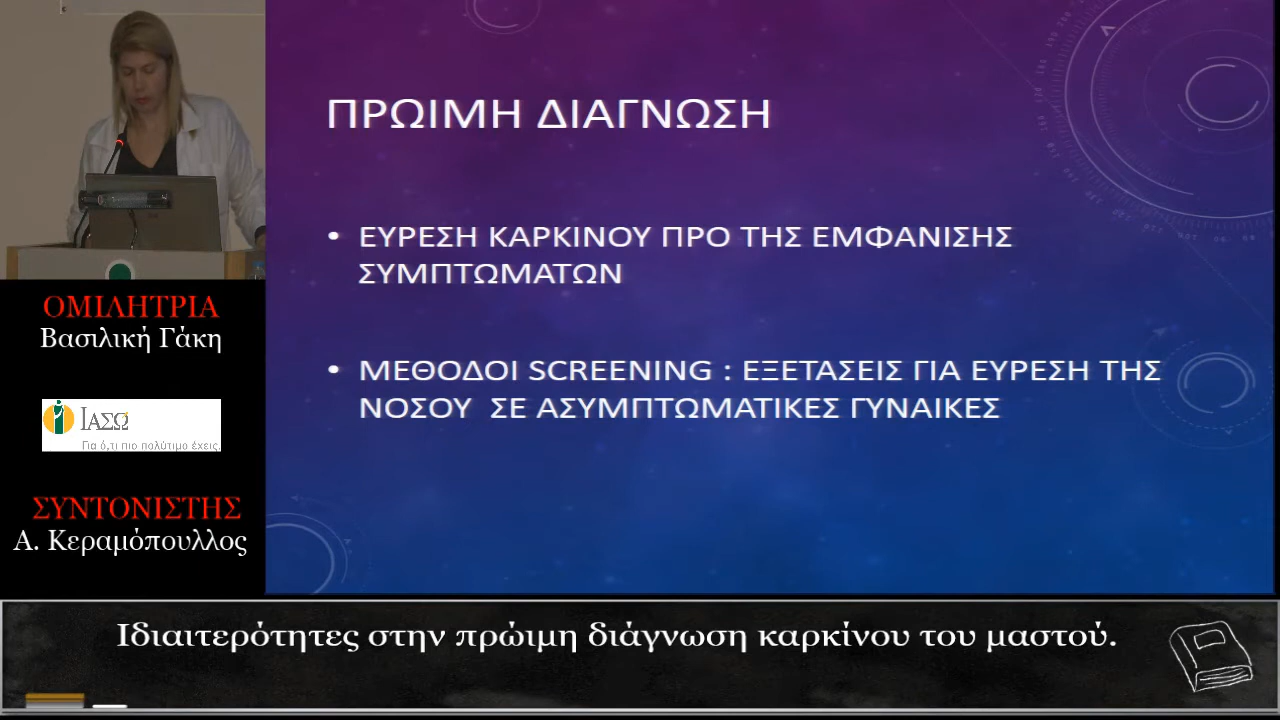 ΠΡΩΙΜΗ ΔΙΑΓΝΩΣΗ
• ΕΥΡΕΣΗ ΚΑΡΚΙΝΟΥ ΠΡΟ ΤΗΣ ΕΜΦΑΝΙΣΗΣ
ΣΥΜΠΤΩΜΑΤΩΝ
• ΜΕΘΟΔΟΙ SCREENING : ΕΞΕΤΑΣΕΙΣ ΓΙΑ ΕΥΡΕΣΗ ΤΗΣ
ΝΟΣΟΥ ΣΕ ΑΣΥΜΠΤΩΜΑΤΙΚΕΣ ΓΥΝΑΙΚΕΣ
ΟΜΙΛΗΤΡΙΑ
Βασιλική Γάκη
ΙΑΣΩ
Για ό,τι πιο πολύτιμο έχεις.
ΣΥΝΤΟΝΙΣΤΗΣ
Α. Κεραμόπουλλος
Ιδιαιτερότητες στην πρώιμη διάγνωση καρκίνου του μαστού.